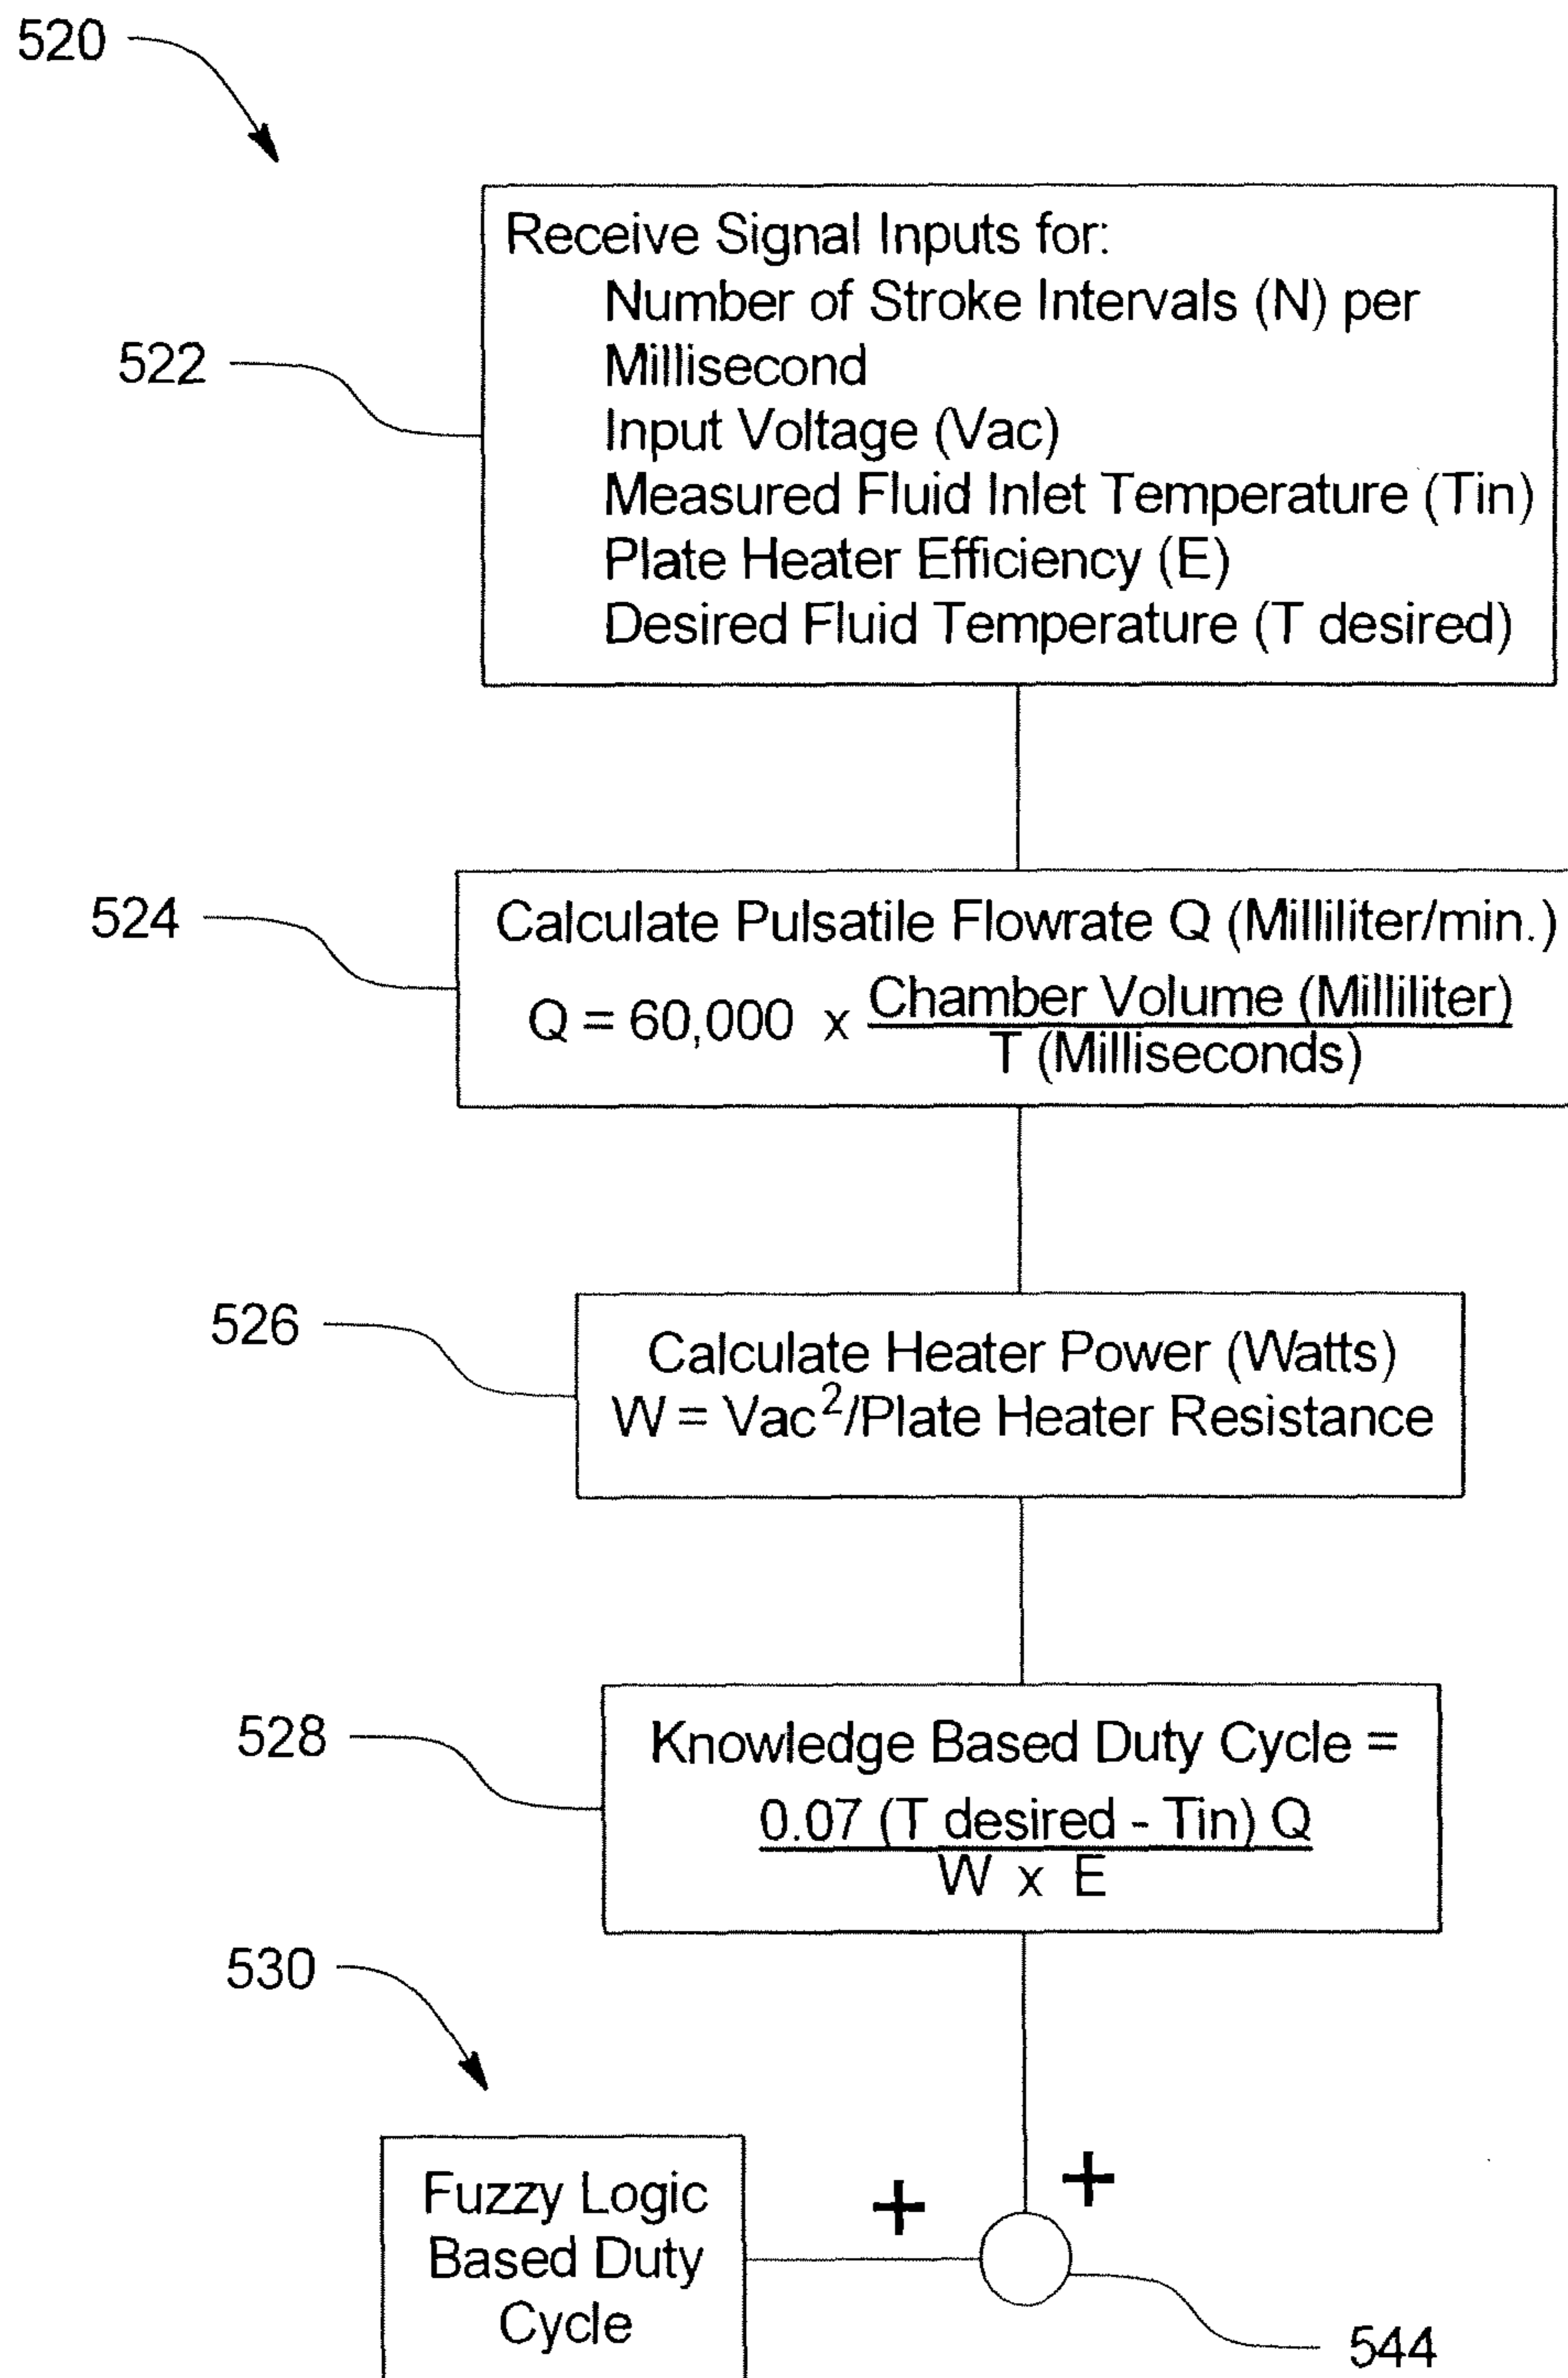 520
Receive Signal Inputs for:
Number of Stroke Intervals (N) per
Millisecond
522
Input Voltage (Vac)
Measured Fluid Inlet Temperature (Tin)
Plate Heater Efficiency (E)
Desired Fluid Temperature (T desired)
524
Calculate Pulsatile Flowrate Q (Milliliter/min.)
Q = 60,000 x Chamber Volume (Milliliter)
T (Milliseconds)
526
Calculate Heater Power (Watts)
W = Vac²/Plate Heater Resistance
528
Knowledge Based Duty Cycle =
0.07 (T desired - Tin) Q
W x E
530
+
+
Fuzzy Logic
Based Duty
Cycle
544